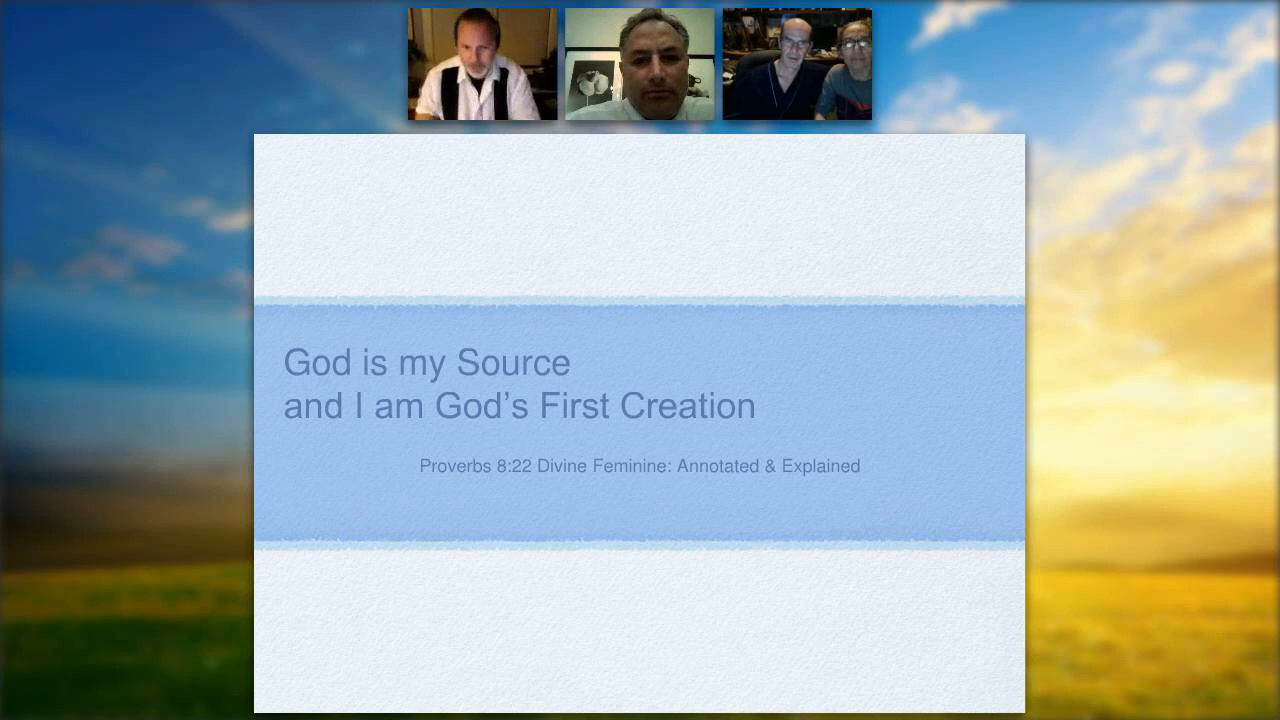 God is my Source
and I am God’s First Creation
Proverbs 8:22 Divine Feminine: Annotated & Explained